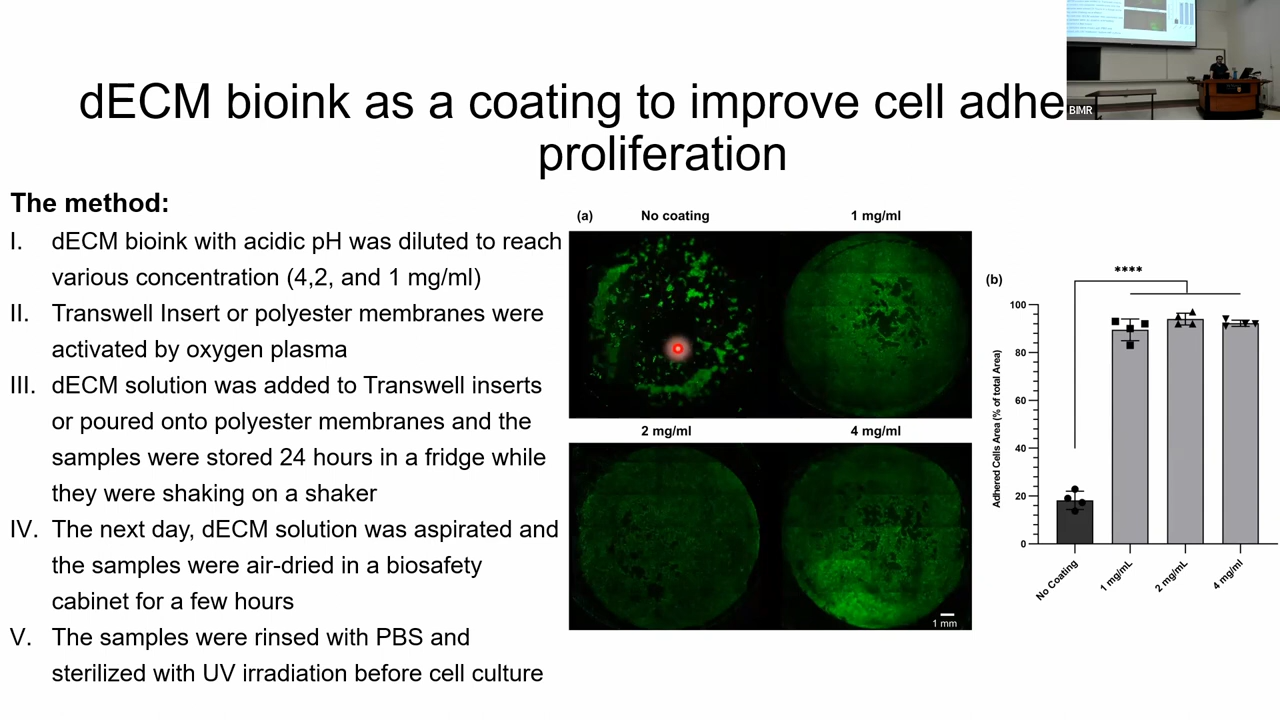 dECM bioink as a coating to improve cell adhe
proliferation
BIMR
The method:
I. dECM bioink with acidic pH was diluted to reach
various concentration (4,2, and 1 mg/ml)
II. Transwell Insert or polyester membranes were
activated by oxygen plasma
III. dECM solution was added to Transwell inserts
or poured onto polyester membranes and the
samples were stored 24 hours in a fridge while
they were shaking on a shaker
IV. The next day, dECM solution was aspirated and
the samples were air-dried in a biosafety
cabinet for a few hours
V. The samples were rinsed with PBS and
sterilized with UV irradiation before cell culture
(a) No coating 1 mg/ml
2 mg/ml 4 mg/ml
1 mm
(b)
****
Adhered Cells Area (% of total Area)
100
80
60
40
20
0
No Coating
1 mg/mL
2 mg/mL
4 mg/ml